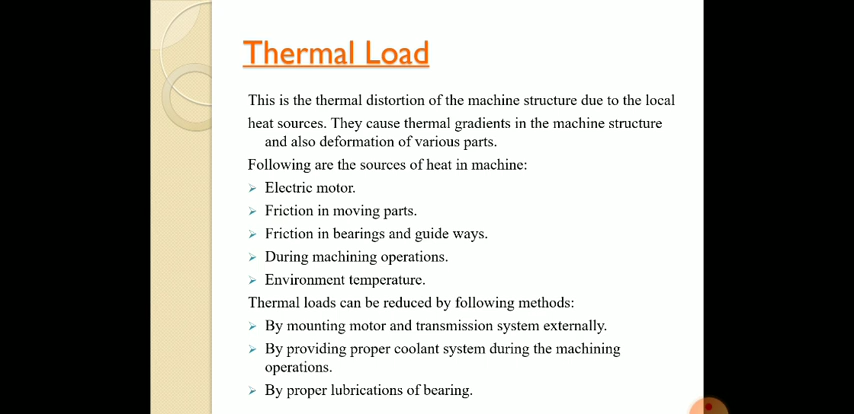 Thermal Load
This is the thermal distortion of the machine structure due to the local
heat sources. They cause thermal gradients in the machine structure
and also deformation of various parts.
Following are the sources of heat in machine:
➢ Electric motor.
➢ Friction in moving parts.
➢ Friction in bearings and guide ways.
➢ During machining operations.
➢ Environment temperature.
Thermal loads can be reduced by following methods:
➢ By mounting motor and transmission system externally.
➢ By providing proper coolant system during the machining
operations.
➢ By proper lubrications of bearing.